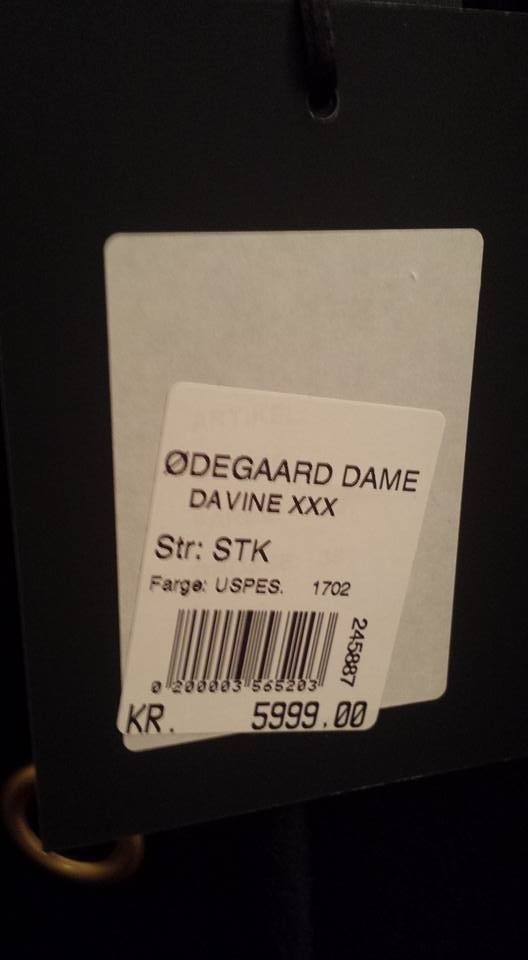 ØDEGAARD DAME
DAVINE XXX
Str: STK
Farge: USPES. 1702
245887
0 200003 565203
KR. 5999.00